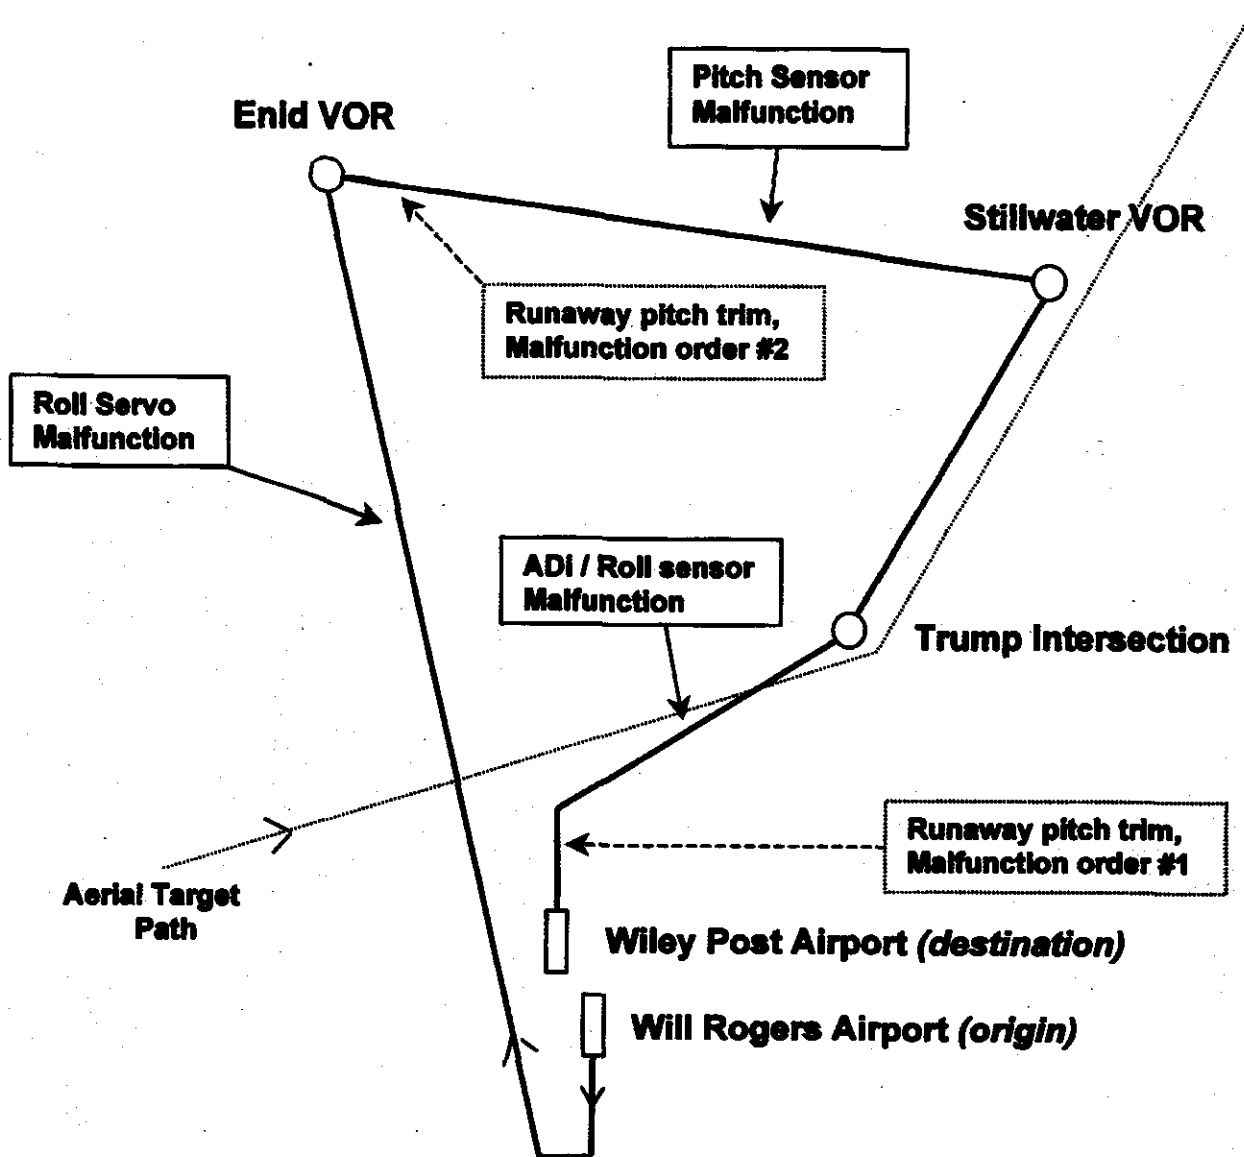 Pitch Sensor
Malfunction
Enid VOR
Stillwater VOR
Runaway pitch trim,
Malfunction order #2
Roll Servo
Malfunction
ADI / Roll sensor
Malfunction
Trump Intersection
Runaway pitch trim,
Malfunction order #1
Aerial Target
Path
Wiley Post Airport (destination)
Will Rogers Airport (origin)